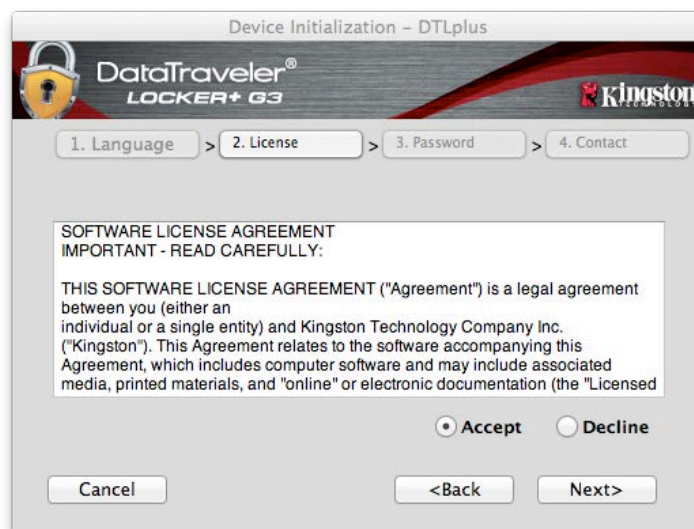 Device Initialization – DTLplus
DataTraveler®
LOCKER+ G3
Kingston
TECHNOLOGY
1. Language > 2. License > 3. Password > 4. Contact
SOFTWARE LICENSE AGREEMENT
IMPORTANT - READ CAREFULLY:
THIS SOFTWARE LICENSE AGREEMENT ("Agreement") is a legal agreement
between you (either an
individual or a single entity) and Kingston Technology Company Inc.
("Kingston"). This Agreement relates to the software accompanying this
Agreement, which includes computer software and may include associated
media, printed materials, and "online" or electronic documentation (the "Licensed
Accept Decline
Cancel <Back Next>